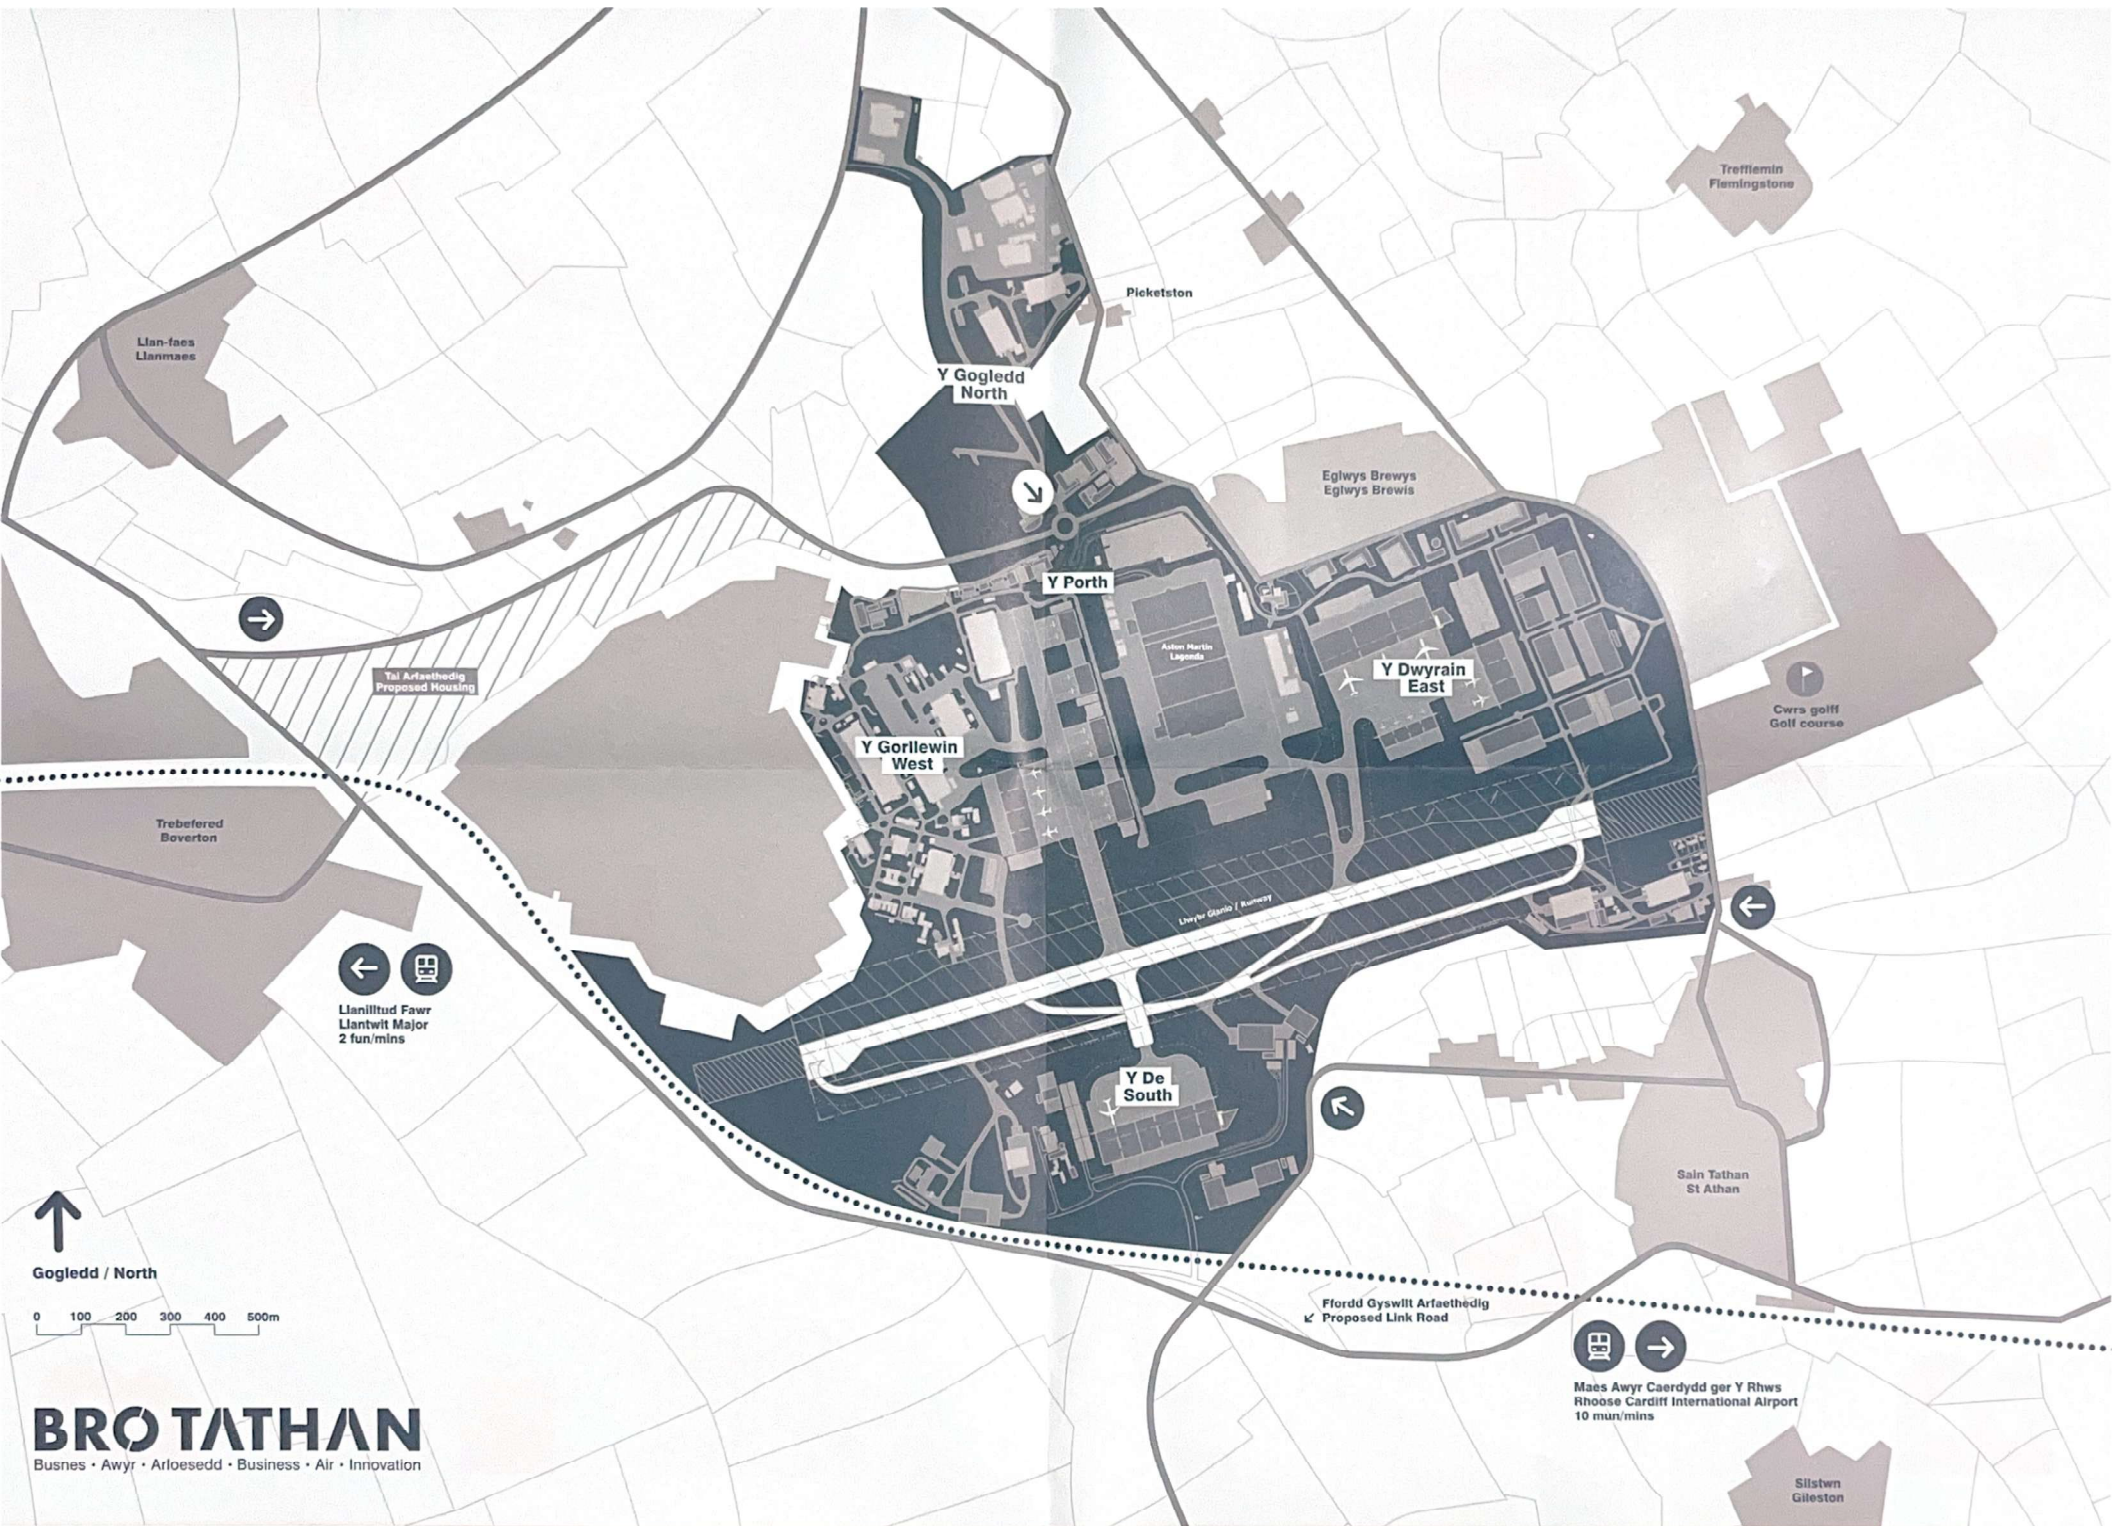 Trefflemin
Flemingstone
Picketston
Llan-faes
Llanmaes
Y Gogledd
North
Eglwys Brewys
Eglwys Brewis
Y Porth
Aston Martin
Lagonda
Y Dwyrain
East
Tai Arfaethedig
Proposed Housing
Cwrs golff
Golf course
Y Gorllewin
West
Trebefered
Boverton
Llwybr Glanio / Runway
Llanilltud Fawr
Llantwit Major
2 fun/mins
Y De
South
Sain Tathan
St Athan
Gogledd / North
0 100 200 300 400 500m
Ffordd Gyswllt Arfaethedig
Proposed Link Road
Maes Awyr Caerdydd ger Y Rhws
Rhoose Cardiff International Airport
10 mun/mins
BRO TATHAN
Busnes • Awyr • Arloesedd • Business • Air • Innovation
Silstwn
Gileston